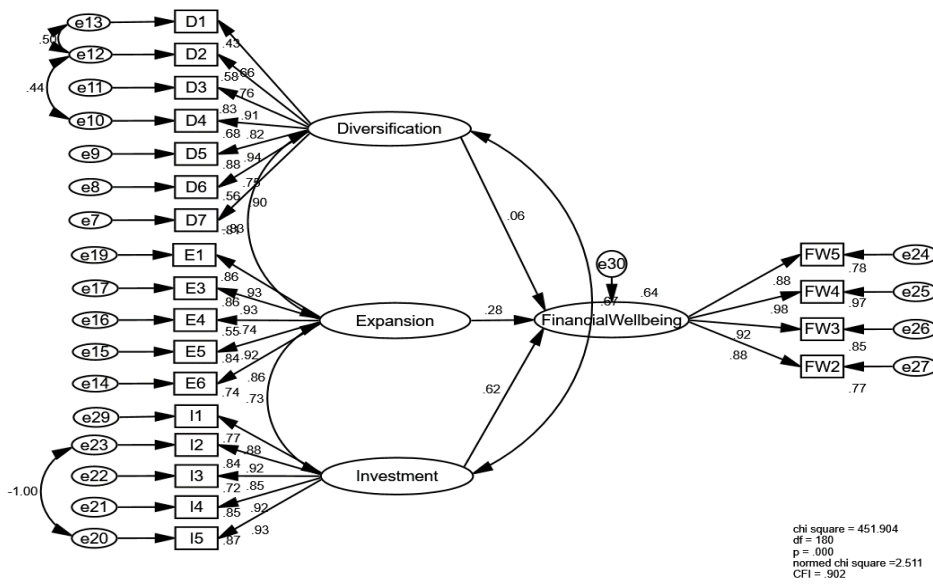 e13 D1
.50
e12 D2
.43
.66
.58
e11 D3
.76
.44
.83
.91
e10 D4
Diversification
.68
.82
e9 D5
.94
.88
.75
e8 D6
.56
.90
e7 D7
.06
e19 E1
.86
e17 E3
.93
.86
e16 E4
.93
Expansion
.28
.55
.74
e15 E5
.84
.92
e14 E6
.86
.74
.73
e30
.67
.64
FinancialWellbeing
FW5 e24
.78
.88
FW4 e25
.97
.98
FW3 e26
.92
.85
.88
FW2 e27
.77
.62
e29 I1
.77
e23 I2
.88
.84
e22 I3
.92
Investment
.72
.85
-1.00
e21 I4
.85
.92
e20 I5
.93
.87
chi square = 451.904
df = 180
p = .000
normed chi square =2.511
CFI = .902